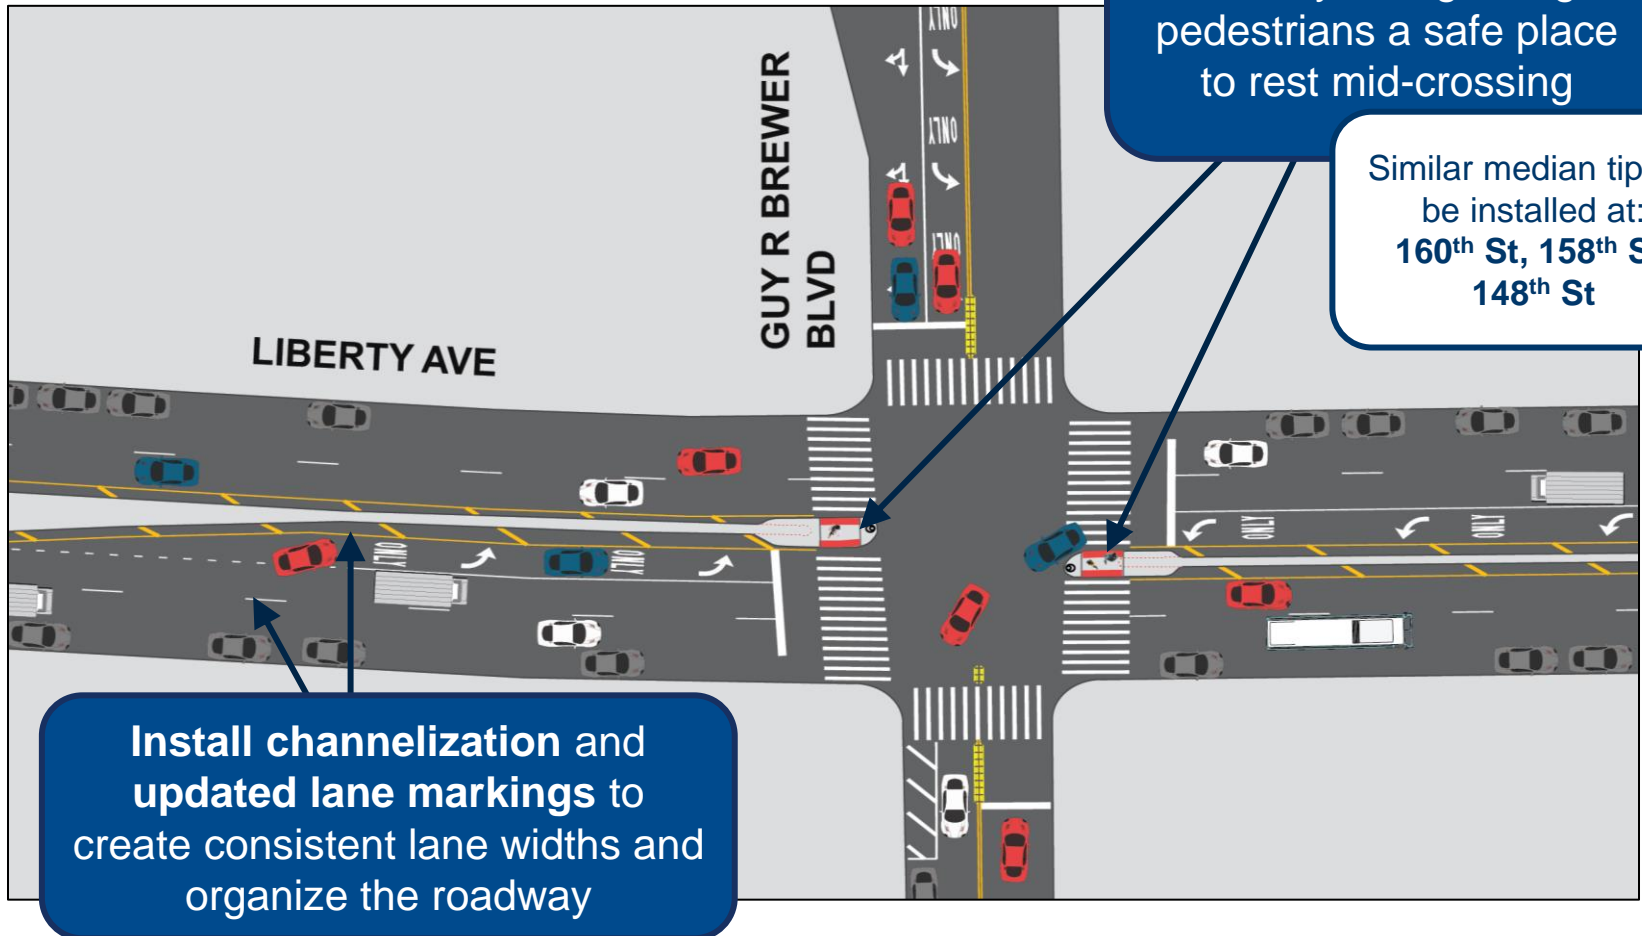 pedestrians a safe place
to rest mid-crossing
Similar median tip
be installed at:
160th St, 158th S
148th St
GUY R BREWER
BLVD
LIBERTY AVE
ONLY
ONLY
ONLY
ONLY
ONLY
ONLY
ONLY
Install channelization and
updated lane markings to
create consistent lane widths and
organize the roadway